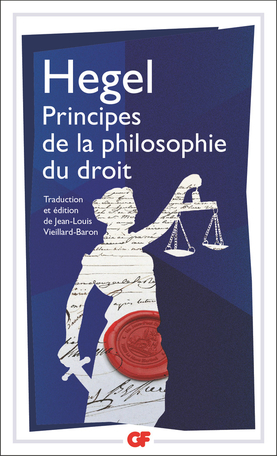 Hegel
Principes
de la philosophie
du droit
Traduction
et édition
de Jean-Louis
Vieillard-Baron
GF